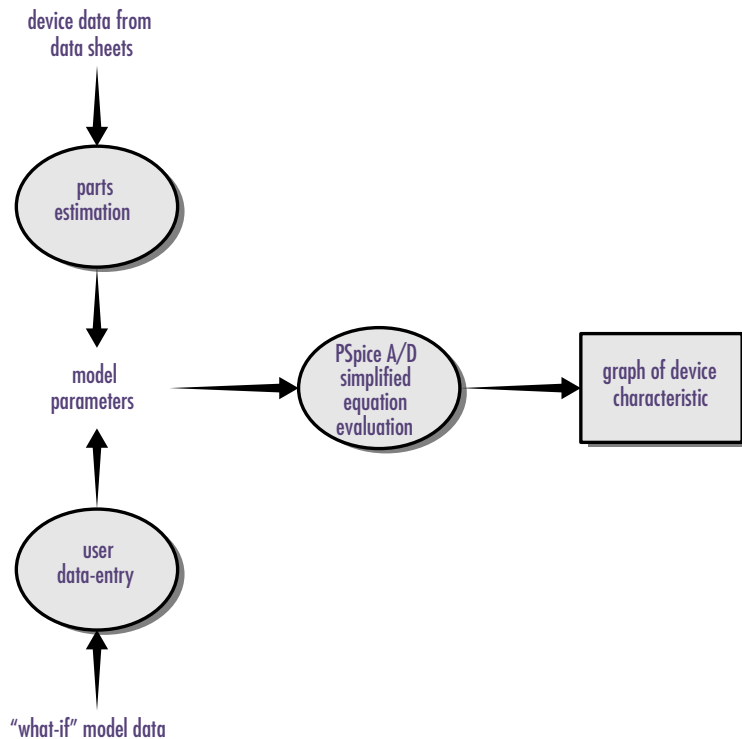 device data from
data sheets
parts
estimation
model
parameters
PSpice A/D
simplified
equation
evaluation
graph of device
characteristic
user
data-entry
“what-if” model data